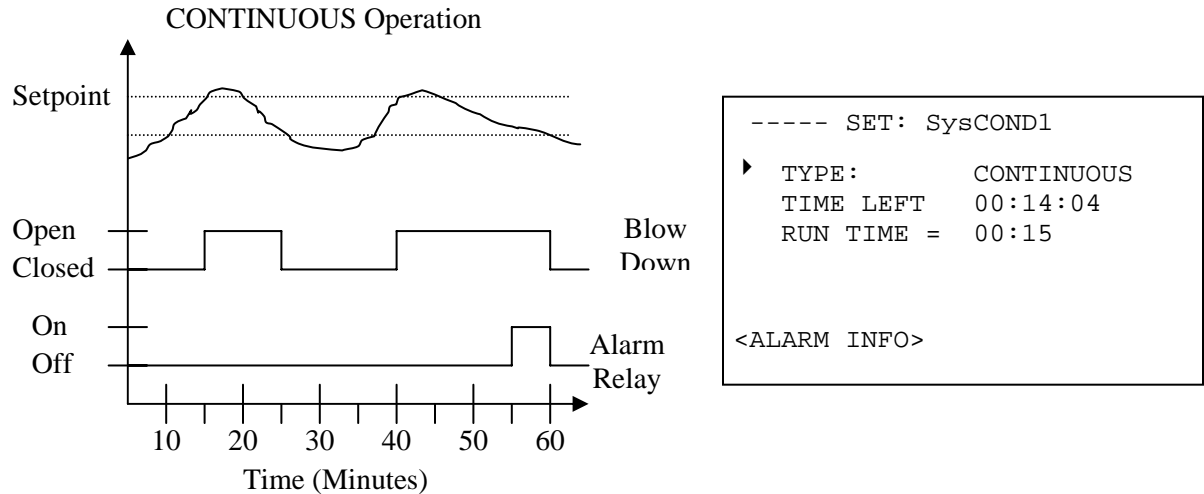 CONTINUOUS Operation
Setpoint
Open
Closed
Blow
Down
On
Off
Alarm
Relay
10 20 30 40 50 60
Time (Minutes)
----- SET: SysCOND1
TYPE: CONTINUOUS
TIME LEFT 00:14:04
RUN TIME = 00:15
<ALARM INFO>